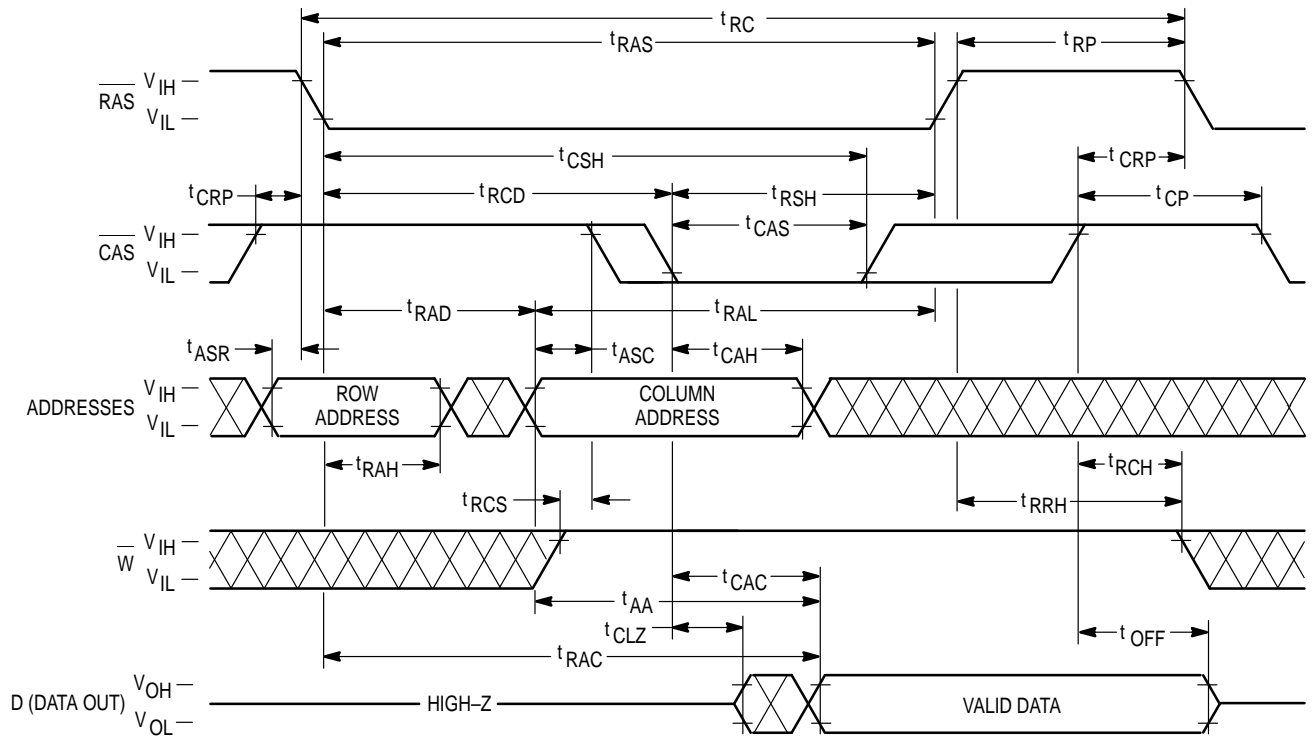 tRC
tRAS
tRP
RAS
VIH
VIL
tCSH
tCRP
tCRP
tRCD
tRSH
tCP
tCAS
CAS
VIH
VIL
tRAD
tRAL
tASR
tASC
tCAH
ADDRESSES
VIH
VIL
ROW
ADDRESS
COLUMN
ADDRESS
tRAH
tRCH
tRCS
tRRH
W
VIH
VIL
tCAC
tAA
tCLZ
tOFF
tRAC
D (DATA OUT)
VOH
VOL
HIGH–Z
VALID DATA